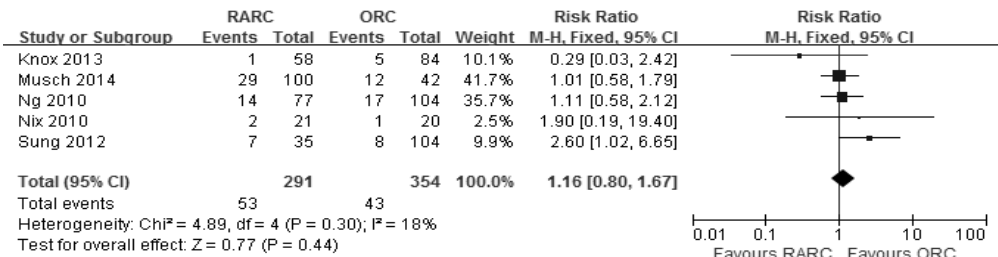 RARC ORC Risk Ratio Risk Ratio
Study or Subgroup Events Total Events Total Weight M-H, Fixed, 95% CI M-H, Fixed, 95% CI
Knox 2013 1 58 5 84 10.1% 0.29 [0.03, 2.42]
Musch 2014 29 100 12 42 41.7% 1.01 [0.58, 1.79]
Ng 2010 14 77 17 104 35.7% 1.11 [0.58, 2.12]
Nix 2010 2 21 1 20 2.5% 1.90 [0.19, 19.40]
Sung 2012 7 35 8 104 9.9% 2.60 [1.02, 6.65]
Total (95% CI) 291 354 100.0% 1.16 [0.80, 1.67]
Total events 53 43
Heterogeneity: Chi² = 4.89, df = 4 (P = 0.30); I² = 18%
Test for overall effect: Z = 0.77 (P = 0.44)
0.01 0.1 1 10 100
Favours RARC Favours ORC